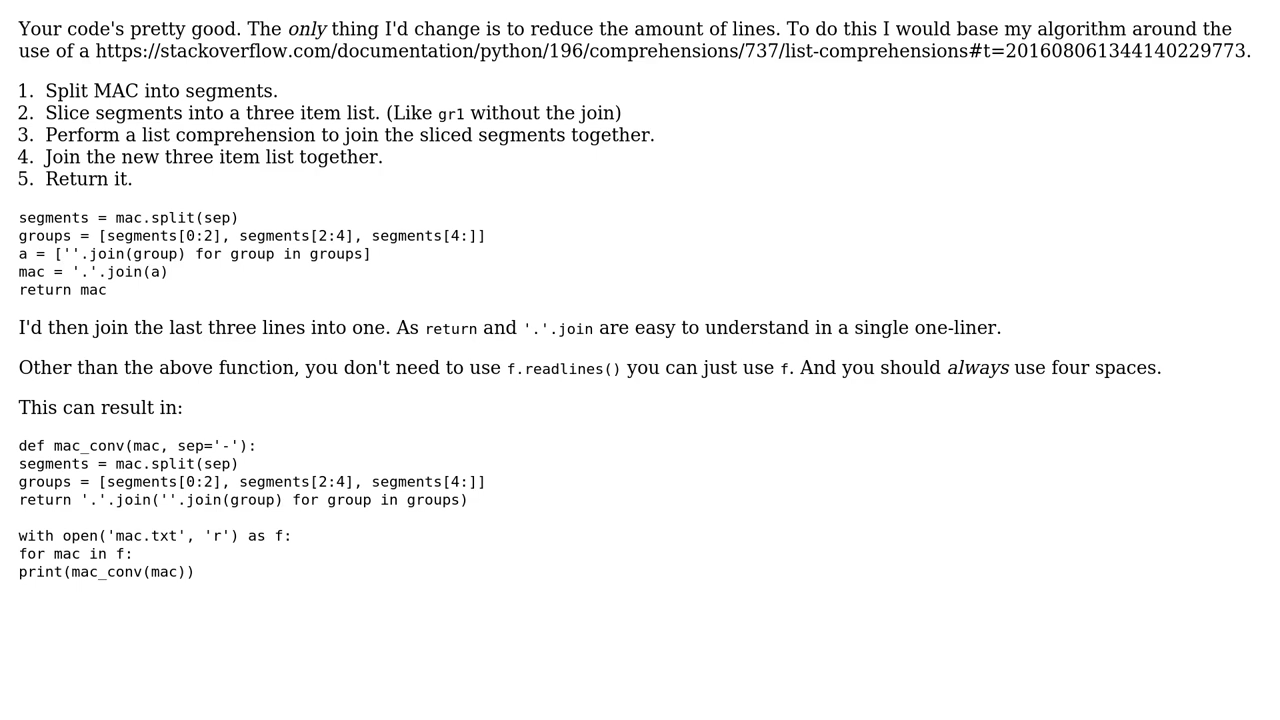 Your code's pretty good. The only thing I'd change is to reduce the amount of lines. To do this I would base my algorithm around the
use of a https://stackoverflow.com/documentation/python/196/comprehensions/737/list-comprehensions#t=201608061344140229773.
1. Split MAC into segments.
2. Slice segments into a three item list. (Like gr1 without the join)
3. Perform a list comprehension to join the sliced segments together.
4. Join the new three item list together.
5. Return it.
segments = mac.split(sep)
groups = [segments[0:2], segments[2:4], segments[4:]]
a = [''.join(group) for group in groups]
mac = '.'.join(a)
return mac
I'd then join the last three lines into one. As return and '.'.join are easy to understand in a single one-liner.
Other than the above function, you don't need to use f.readlines() you can just use f. And you should always use four spaces.
This can result in:
def mac_conv(mac, sep='-'):
segments = mac.split(sep)
groups = [segments[0:2], segments[2:4], segments[4:]]
return '.'.join(''.join(group) for group in groups)
with open('mac.txt', 'r') as f:
for mac in f:
print(mac_conv(mac))